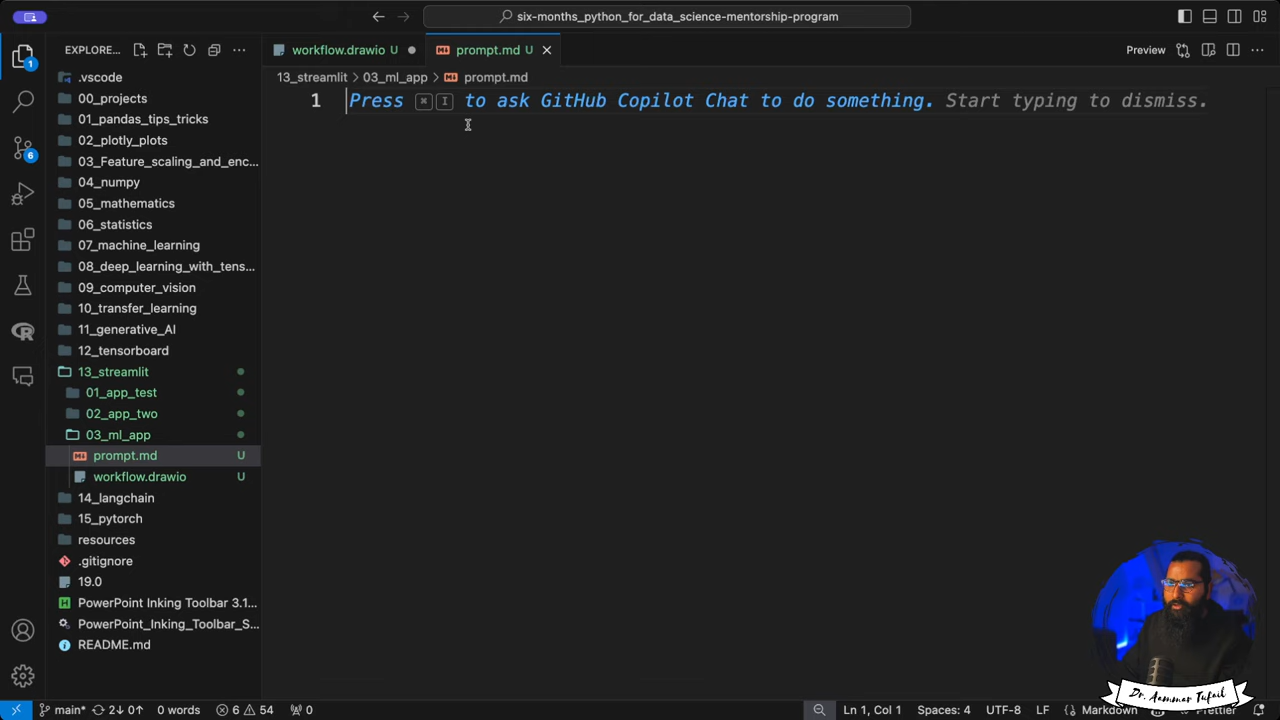 six-months_python_for_data_science-mentorship-program
EXPLORE...
workflow.drawio U
prompt.md U
Preview
1
.vscode
13_streamlit > 03_ml_app > prompt.md
00_projects
1 Press ⌘ I to ask GitHub Copilot Chat to do something. Start typing to dismiss.
01_pandas_tips_tricks
02_plotly_plots
6
03_Feature_scaling_and_enc...
04_numpy
05_mathematics
06_statistics
07_machine_learning
08_deep_learning_with_tens...
09_computer_vision
10_transfer_learning
11_generative_AI
12_tensorboard
13_streamlit
01_app_test
02_app_two
03_ml_app
prompt.md U
workflow.drawio U
14_langchain
15_pytorch
resources
.gitignore
19.0
PowerPoint Inking Toolbar 3.1...
PowerPoint_Inking_Toolbar_S...
README.md
Dr. Aammar Tufail
main* 2↓ 0↑ 0 words 6 54 0 Ln 1, Col 1 Spaces: 4 UTF-8 LF {} Markdown Prettier